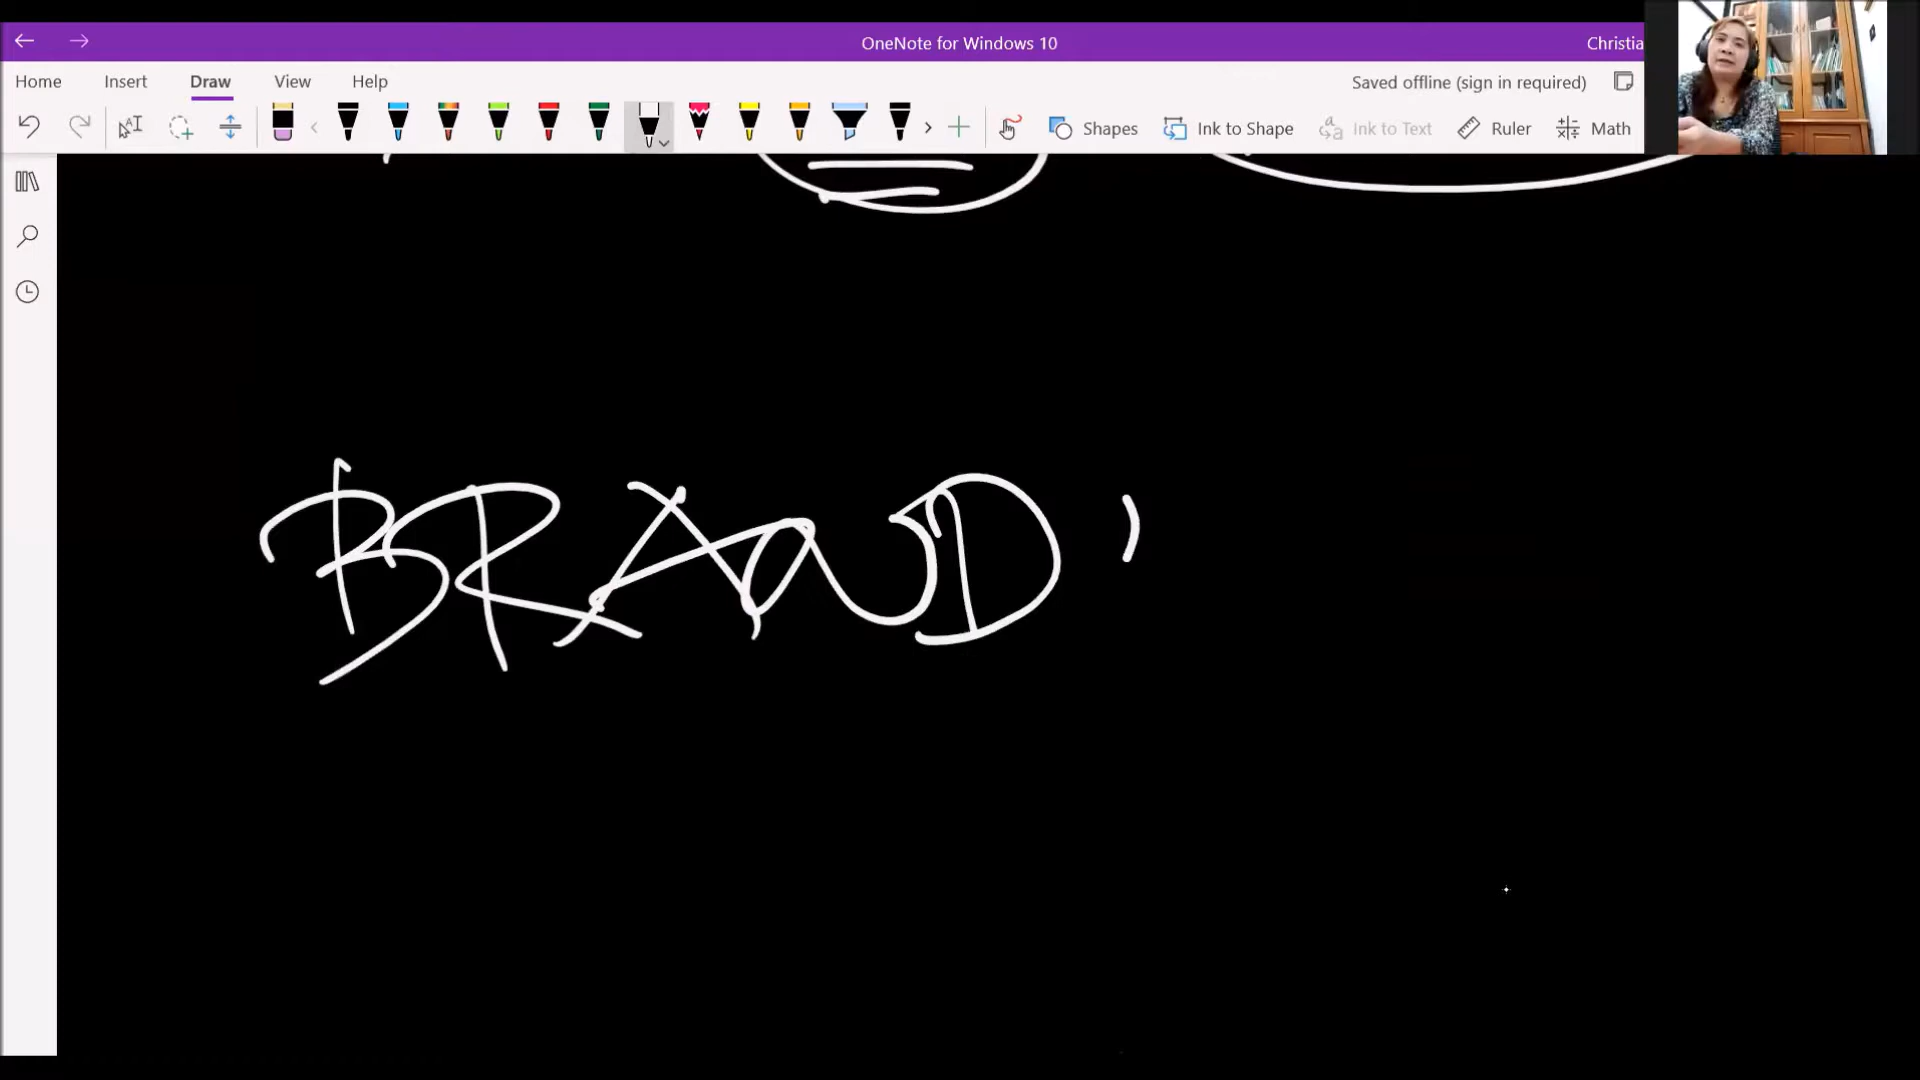 OneNote for Windows 10
Christia
Home Insert Draw View Help
Saved offline (sign in required)
Shapes Ink to Shape Ink to Text Ruler Math
BRAND